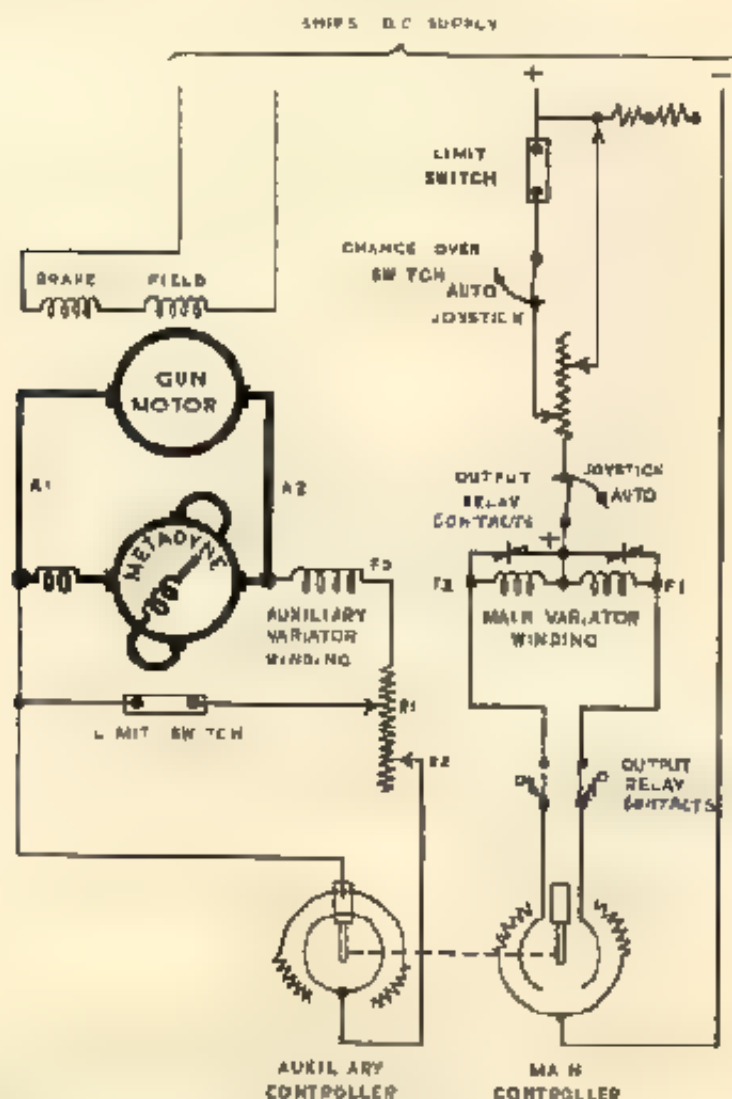 SHIPS D.C SUPPLY
+
−
LIMIT
SWITCH
CHANGE OVER
SWITCH
AUTO
JOYSTICK
BRAKE
FIELD
GUN
MOTOR
A1
A2
OUTPUT
RELAY
CONTACTS
JOYSTICK
AUTO
+
METADYNE
AUXILIARY
VARIATOR
WINDING
F1
MAIN VARIATOR
WINDING
LIMIT SWITCH
R1
R2
OUTPUT
RELAY
CONTACTS
AUXILIARY
CONTROLLER
MAIN
CONTROLLER